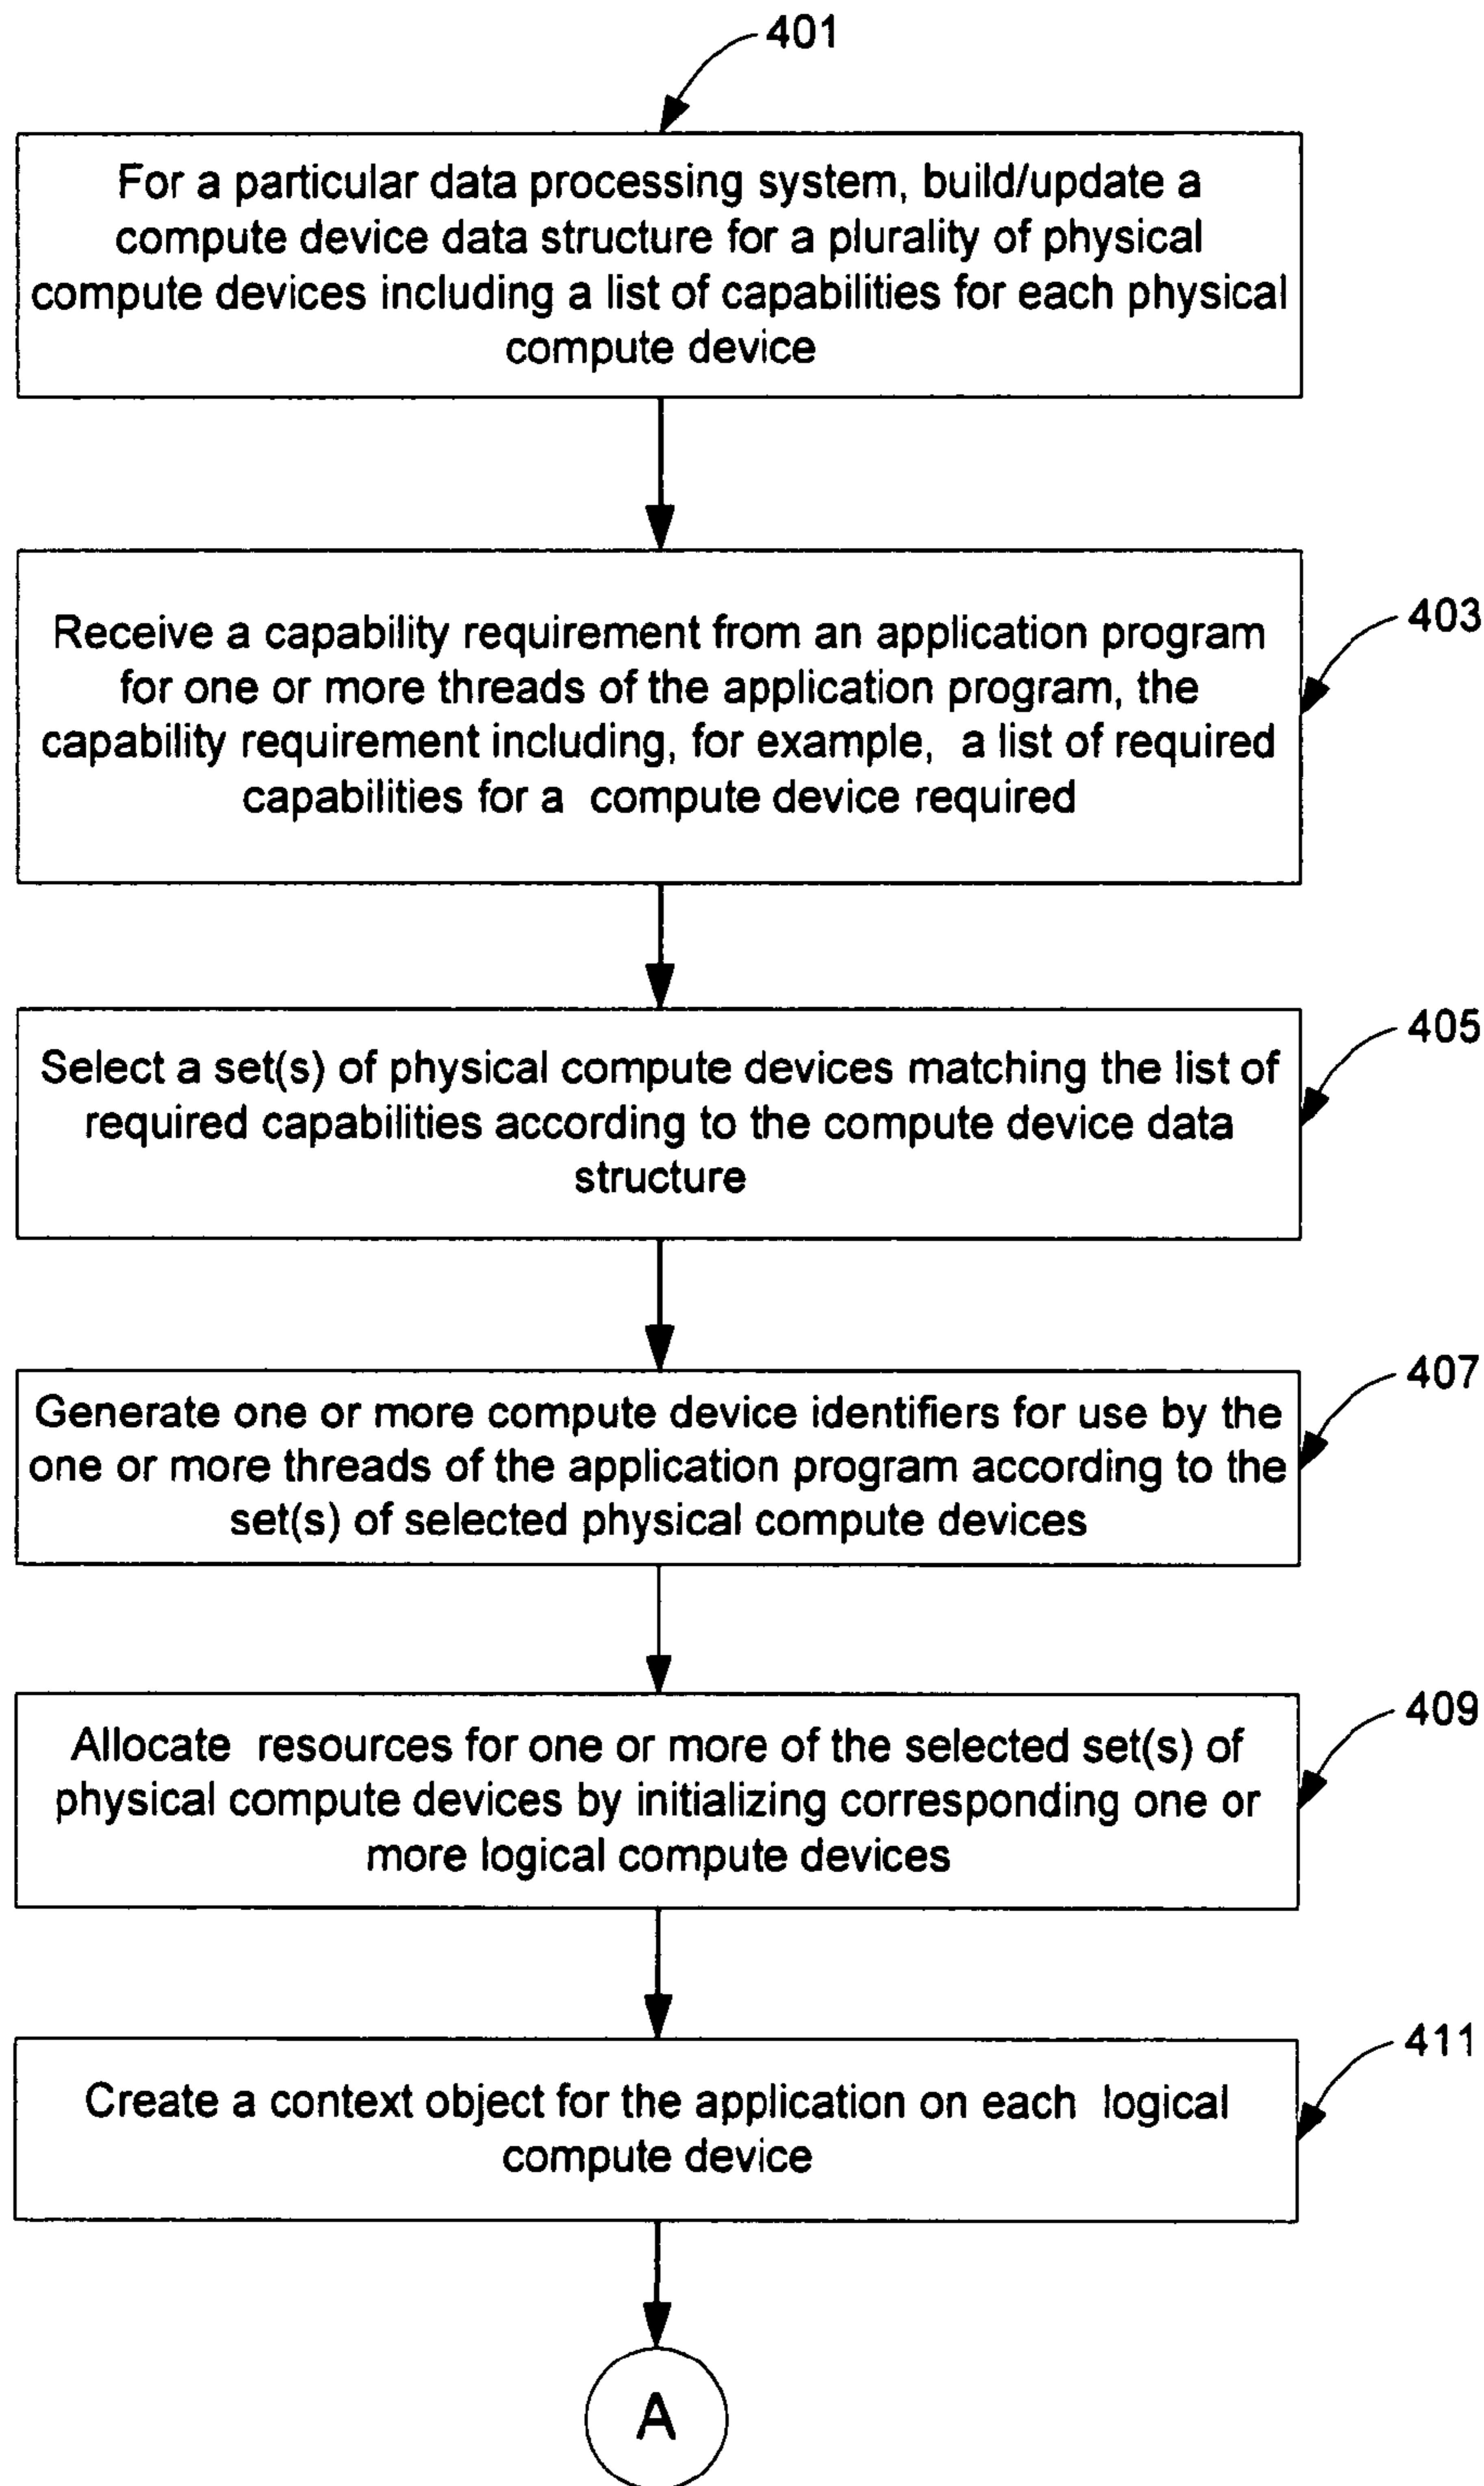 401
For a particular data processing system, build/update a
compute device data structure for a plurality of physical
compute devices including a list of capabilities for each physical
compute device
403
Receive a capability requirement from an application program
for one or more threads of the application program, the
capability requirement including, for example, a list of required
capabilities for a compute device required
405
Select a set(s) of physical compute devices matching the list of
required capabilities according to the compute device data
structure
407
Generate one or more compute device identifiers for use by the
one or more threads of the application program according to the
set(s) of selected physical compute devices
409
Allocate resources for one or more of the selected set(s) of
physical compute devices by initializing corresponding one or
more logical compute devices
411
Create a context object for the application on each logical
compute device
A